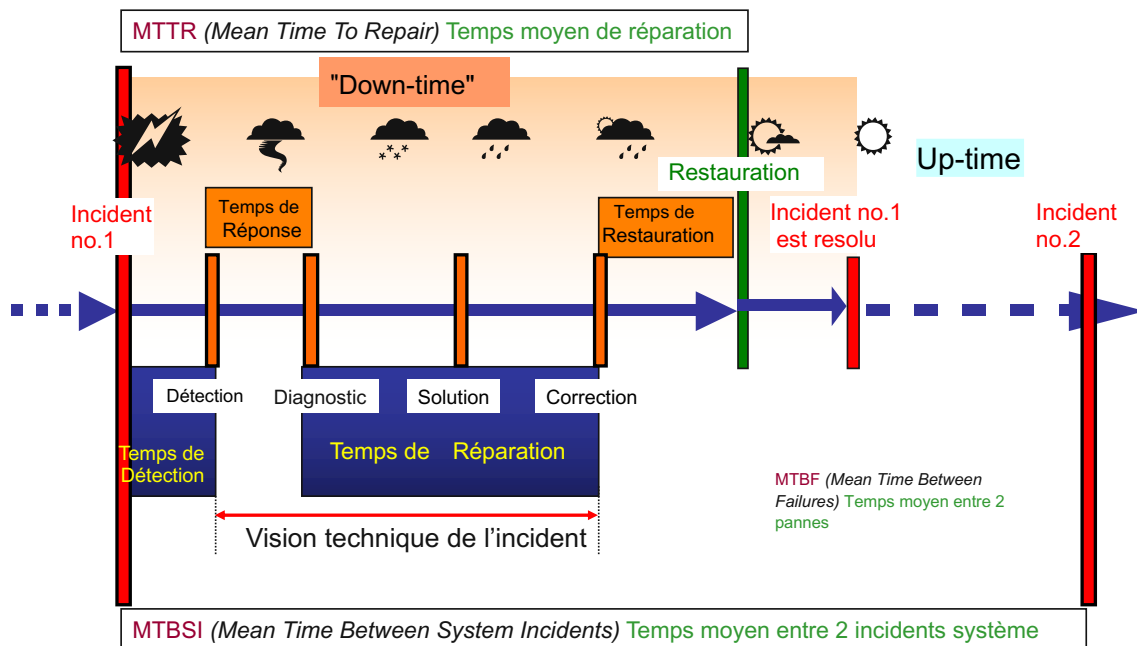 MTTR (Mean Time To Repair) Temps moyen de réparation
"Down-time"
Up-time
Restauration
Incident
no.1
Temps de
Réponse
Temps de
Restauration
Incident no.1
est resolu
Incident
no.2
Détection
Diagnostic
Solution
Correction
Temps de
Détection
Temps de Réparation
MTBF (Mean Time Between
Failures) Temps moyen entre 2
pannes
Vision technique de l’incident
MTBSI (Mean Time Between System Incidents) Temps moyen entre 2 incidents système